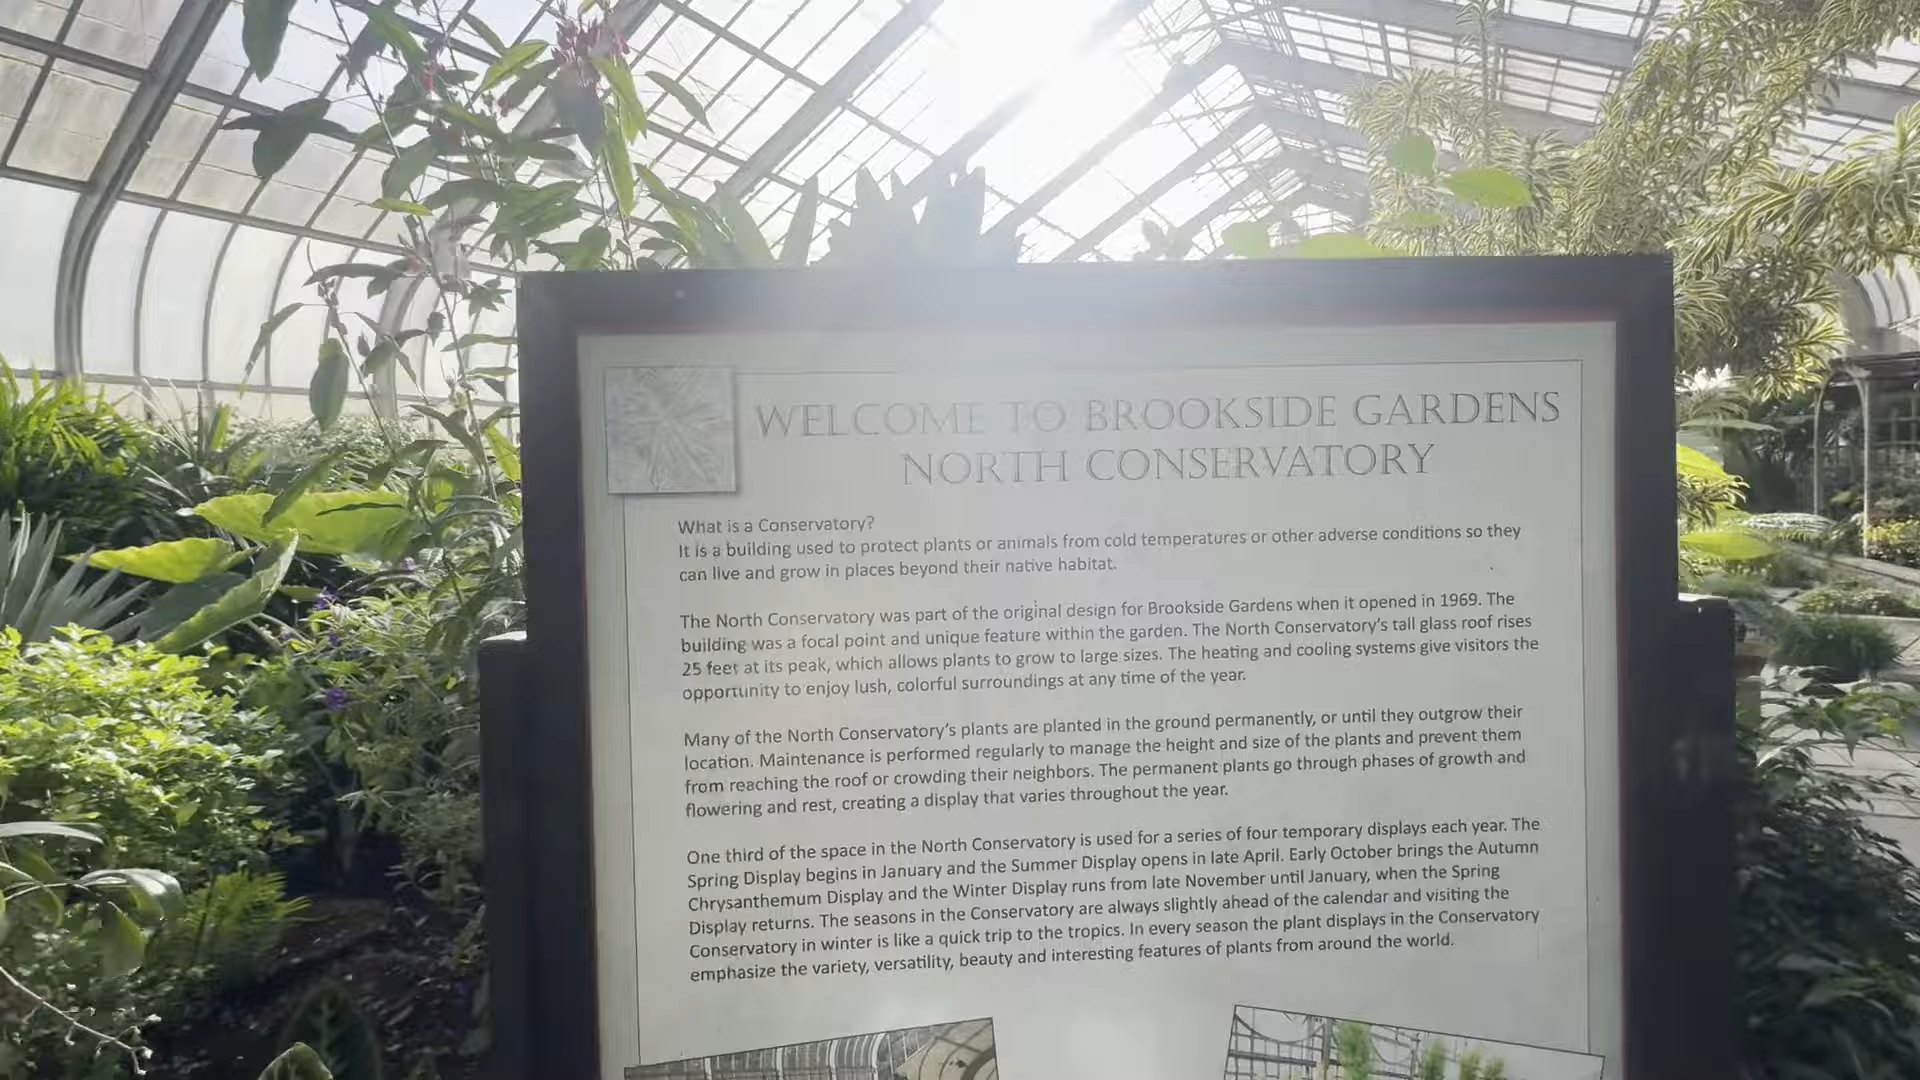 WELCOME TO BROOKSIDE GARDENS
NORTH CONSERVATORY
What is a Conservatory?
It is a building used to protect plants or animals from cold temperatures or other adverse conditions so they
can live and grow in places beyond their native habitat.
The North Conservatory was part of the original design for Brookside Gardens when it opened in 1969. The
building was a focal point and unique feature within the garden. The North Conservatory's tall glass roof rises
25 feet at its peak, which allows plants to grow to large sizes. The heating and cooling systems give visitors the
opportunity to enjoy lush, colorful surroundings at any time of the year.
Many of the North Conservatory's plants are planted in the ground permanently, or until they outgrow their
location. Maintenance is performed regularly to manage the height and size of the plants and prevent them
from reaching the roof or crowding their neighbors. The permanent plants go through phases of growth and
flowering and rest, creating a display that varies throughout the year.
One third of the space in the North Conservatory is used for a series of four temporary displays each year. The
Spring Display begins in January and the Summer Display opens in late April. Early October brings the Autumn
Chrysanthemum Display and the Winter Display runs from late November until January, when the Spring
Display returns. The seasons in the Conservatory are always slightly ahead of the calendar and visiting the
Conservatory in winter is like a quick trip to the tropics. In every season the plant displays in the Conservatory
emphasize the variety, versatility, beauty and interesting features of plants from around the world.